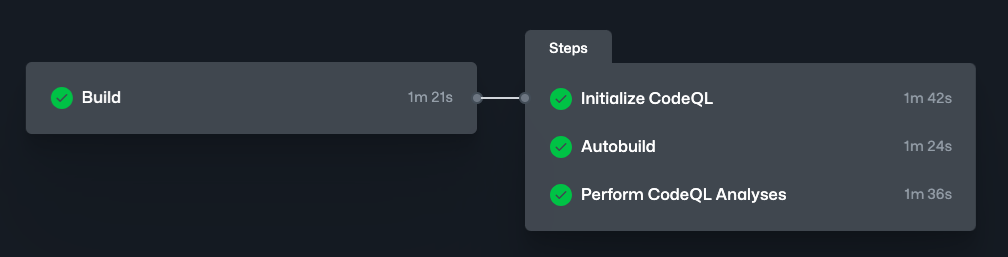 Build 1m 21s
Steps
Initialize CodeQL 1m 42s
Autobuild 1m 24s
Perform CodeQL Analyses 1m 36s